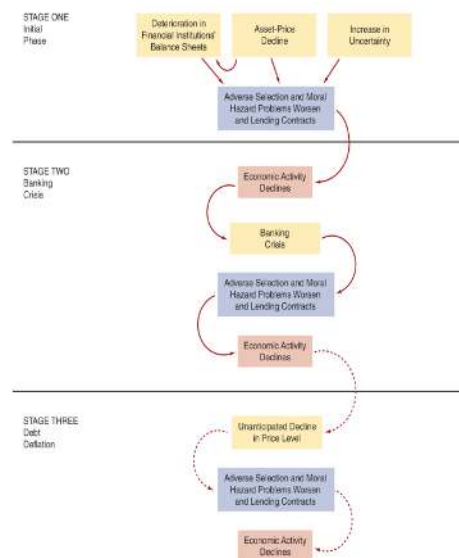 STAGE ONE
Initial
Phase
Deterioration in
Financial Institutions'
Balance Sheets
Asset-Price
Decline
Increase in
Uncertainty
Adverse Selection and Moral
Hazard Problems Worsen
and Lending Contracts
STAGE TWO
Banking
Crisis
Economic Activity
Declines
Banking
Crisis
Adverse Selection and Moral
Hazard Problems Worsen
and Lending Contracts
Economic Activity
Declines
STAGE THREE
Debt
Deflation
Unanticipated Decline
in Price Level
Adverse Selection and Moral
Hazard Problems Worsen
and Lending Contracts
Economic Activity
Declines